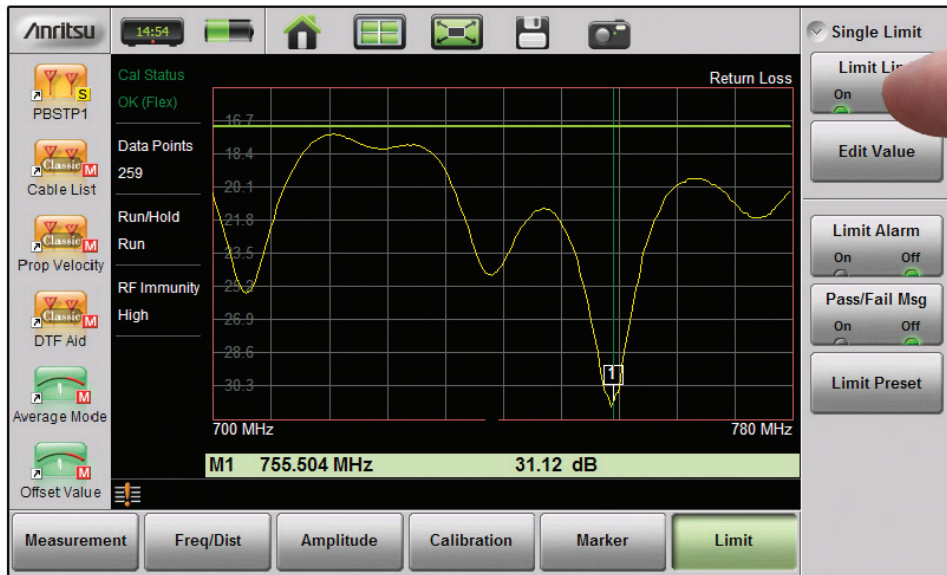 Anritsu
14:54
Single Limit
PBSTP1
S
Cable List
Classic
M
Prop Velocity
Classic
M
DTF Aid
Classic
M
Average Mode
M
Offset Value
M
Cal Status
OK (Flex)
Data Points
259
Run/Hold
Run
RF Immunity
High
Return Loss
16.7
18.4
20.1
21.8
23.5
25.2
26.9
28.6
30.3
1
700 MHz
780 MHz
M1 755.504 MHz 31.12 dB
Limit
On
Edit Value
Limit Alarm
On Off
Pass/Fail Msg
On Off
Limit Preset
Measurement
Freq/Dist
Amplitude
Calibration
Marker
Limit